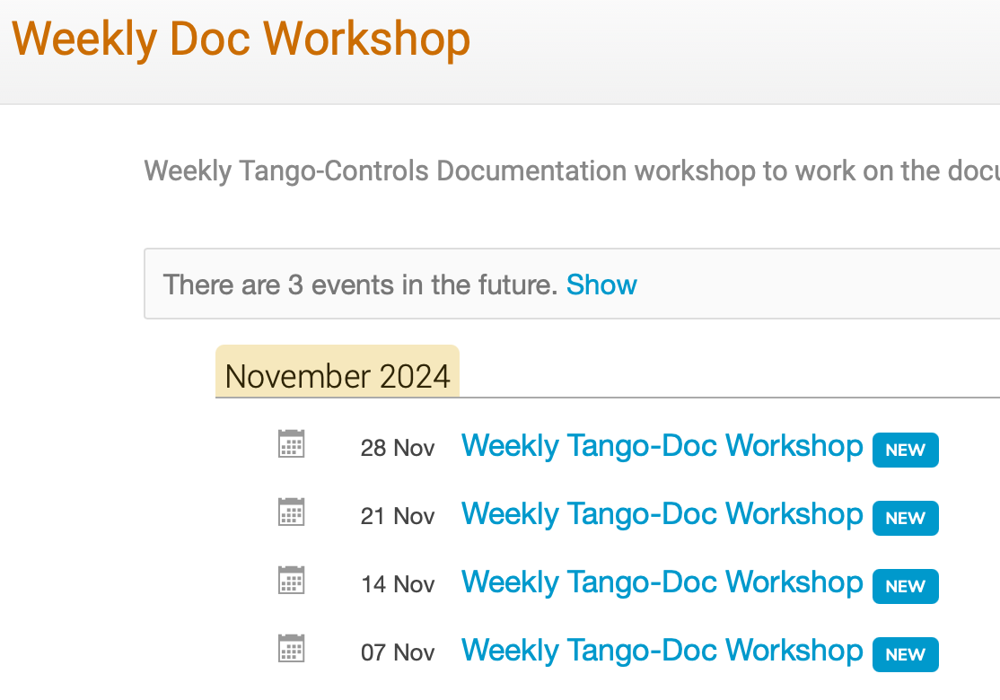 Weekly Doc Workshop
Weekly Tango-Controls Documentation workshop to work on the
There are 3 events in the future. Show
November 2024
28 Nov Weekly Tango-Doc Workshop NEW
21 Nov Weekly Tango-Doc Workshop NEW
14 Nov Weekly Tango-Doc Workshop NEW
07 Nov Weekly Tango-Doc Workshop NEW